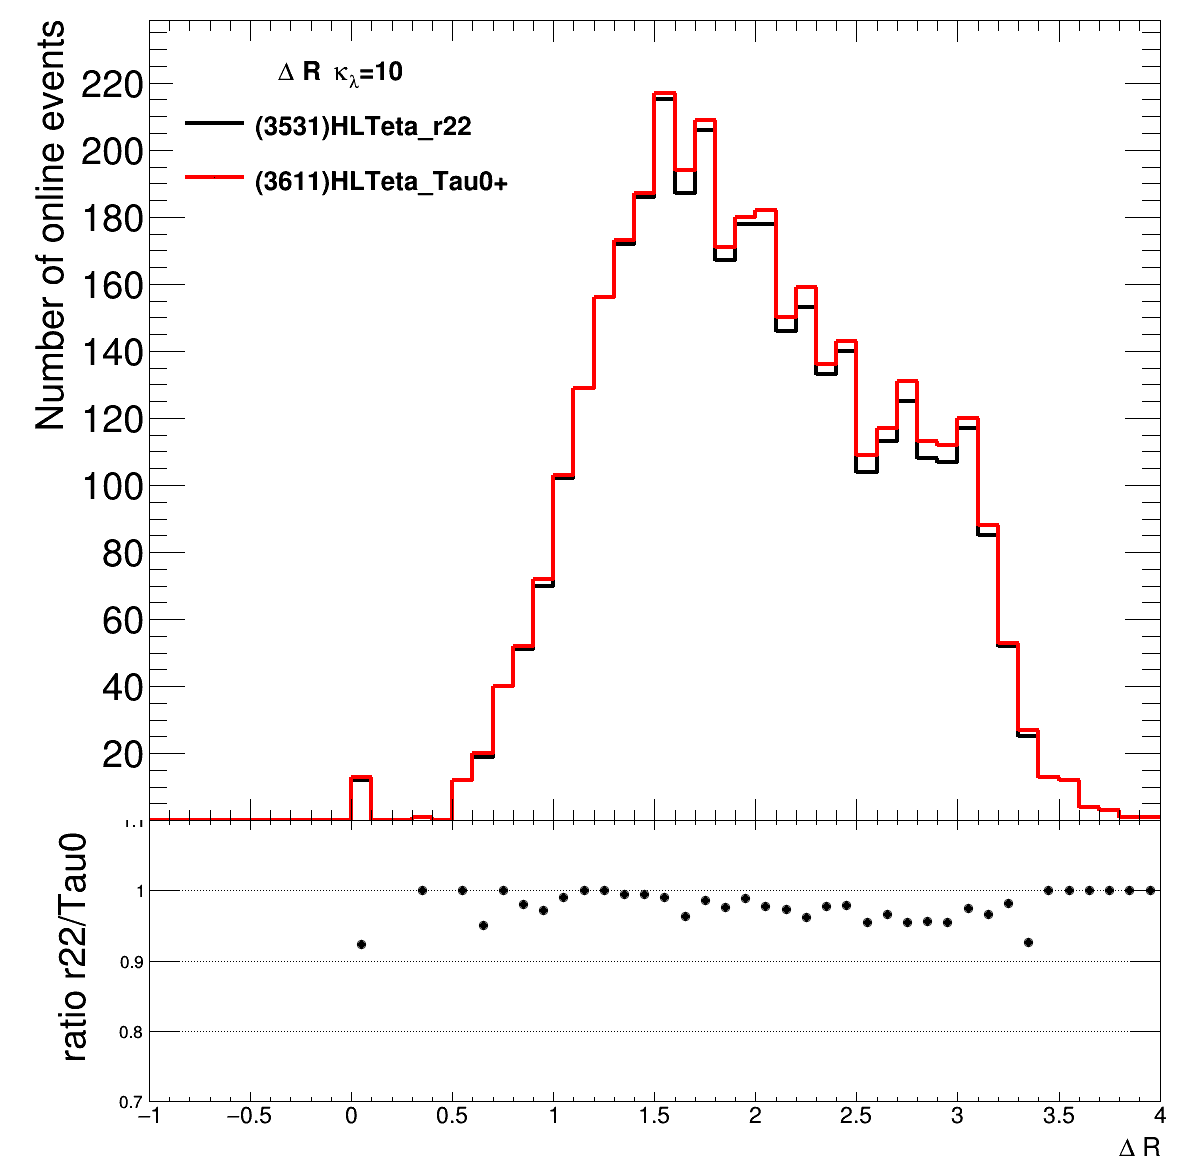 Number of online events
Δ R κλ=10
(3531)HLTeta_r22
(3611)HLTeta_Tau0+
220
200
180
160
140
120
100
80
60
40
20
ratio r22/Tau0
1.1
1
0.9
0.8
0.7
−1 −0.5 0 0.5 1 1.5 2 2.5 3 3.5 4
Δ R